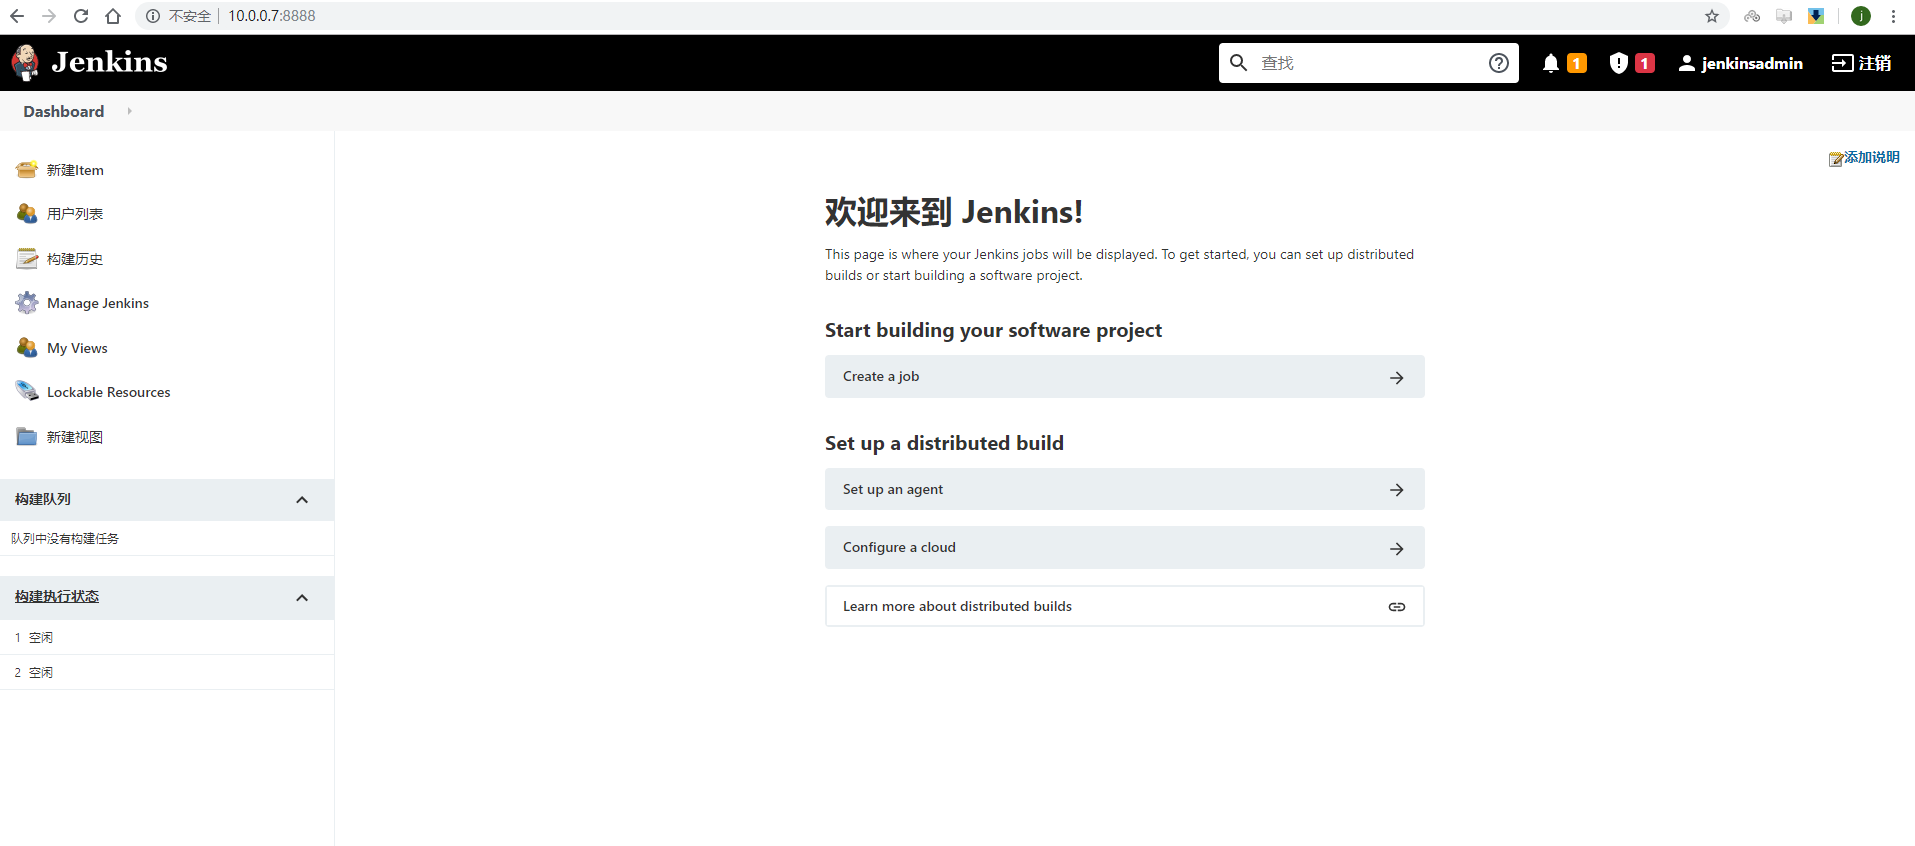 不安全 | 10.0.0.7:8888
j
Jenkins
查找
1
1
jenkinsadmin
注销
Dashboard
添加说明
新建Item
用户列表
构建历史
Manage Jenkins
My Views
Lockable Resources
新建视图
构建队列
队列中没有构建任务
构建执行状态
1 空闲
2 空闲
欢迎来到 Jenkins!
This page is where your Jenkins jobs will be displayed. To get started, you can set up distributed
builds or start building a software project.
Start building your software project
Create a job
Set up a distributed build
Set up an agent
Configure a cloud
Learn more about distributed builds